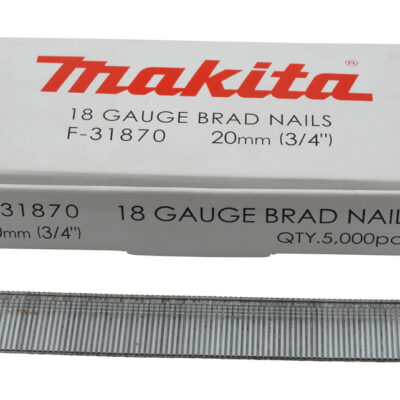 makita
18 GAUGE BRAD NAILS
F-31870 20mm (3/4")
-31870 18 GAUGE BRAD NAIL
mm (3/4") QTY.5,000pc